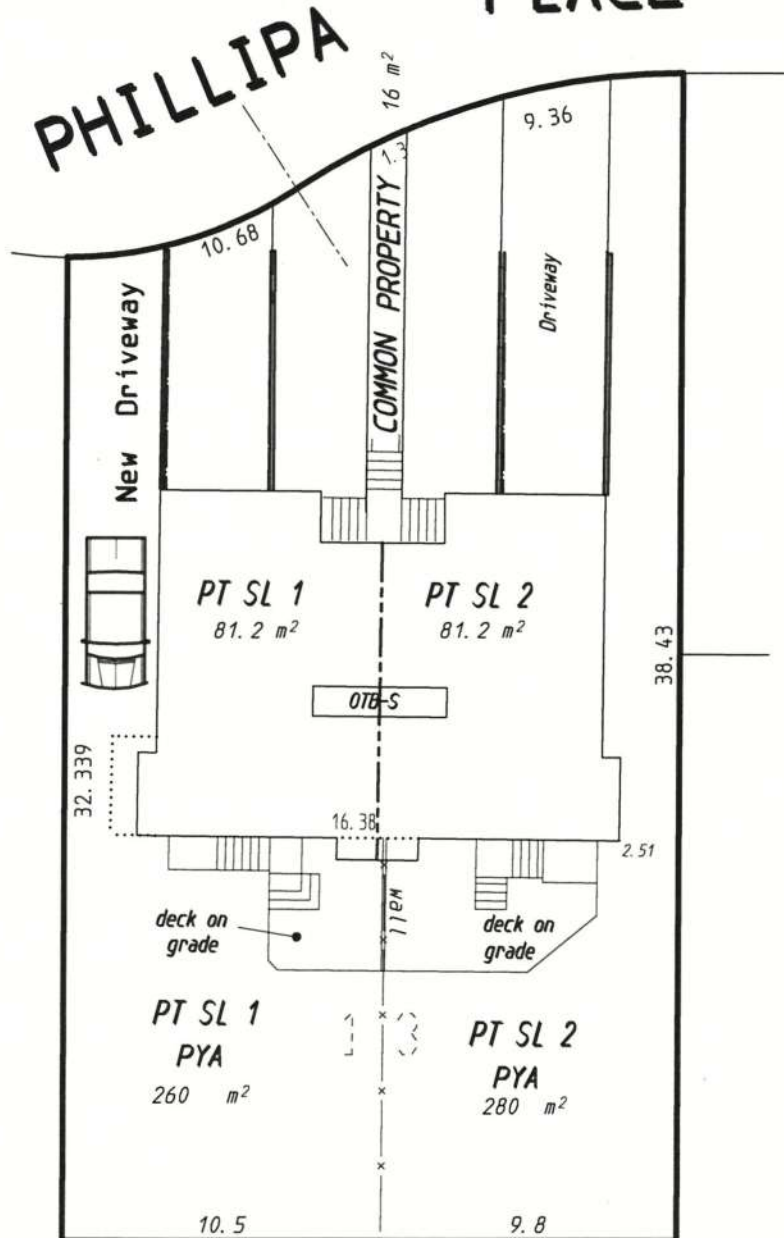 PLACE
PHILLIPA
16 m²
9.36
1.3
10.68
COMMON PROPERTY
New Driveway
Driveway
PT SL 1
81.2 m²
PT SL 2
81.2 m²
38.43
OTB-S
32.339
16.38
2.51
wall
deck on
grade
deck on
grade
PT SL 1
PYA
260 m²
13
PT SL 2
PYA
280 m²
10.5
9.8